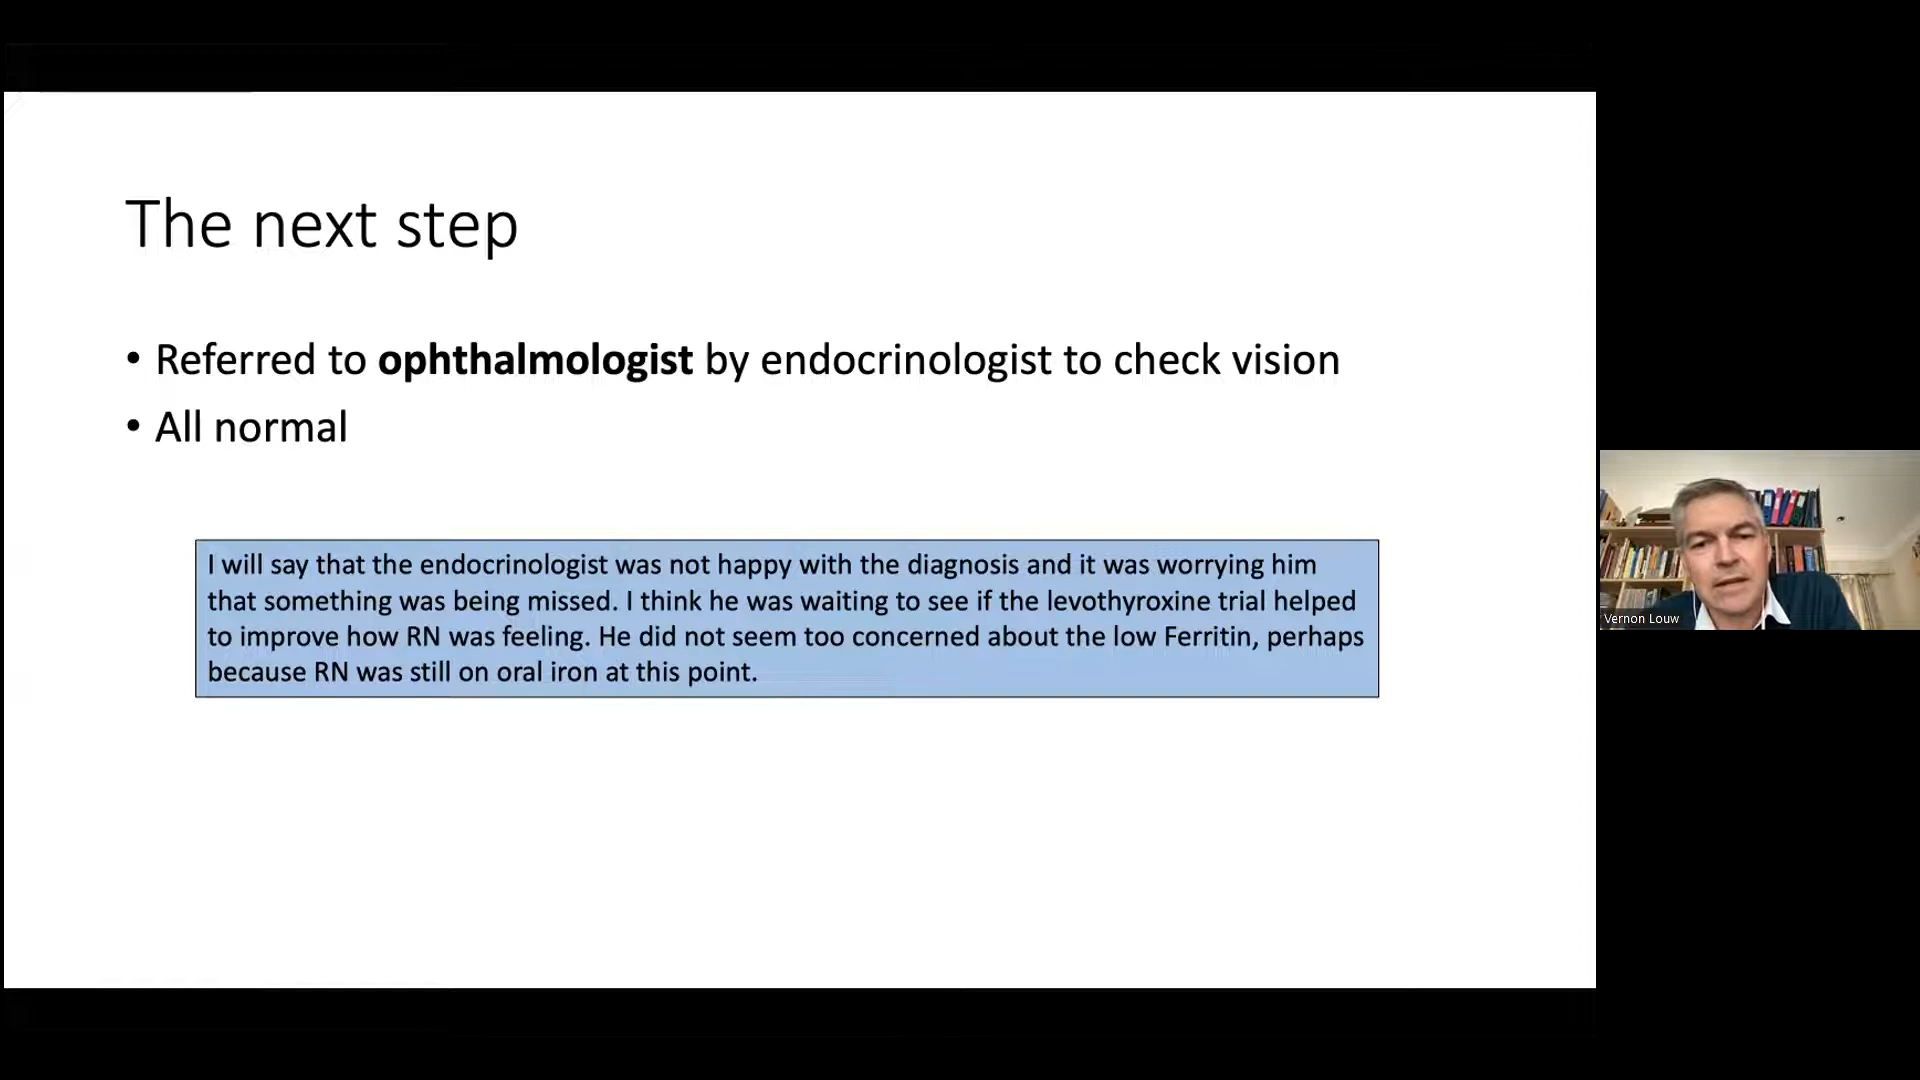 The next step
• Referred to ophthalmologist by endocrinologist to check vision
• All normal
I will say that the endocrinologist was not happy with the diagnosis and it was worrying him
that something was being missed. I think he was waiting to see if the levothyroxine trial helped
to improve how RN was feeling. He did not seem too concerned about the low Ferritin, perhaps
because RN was still on oral iron at this point.
Vernon Louw